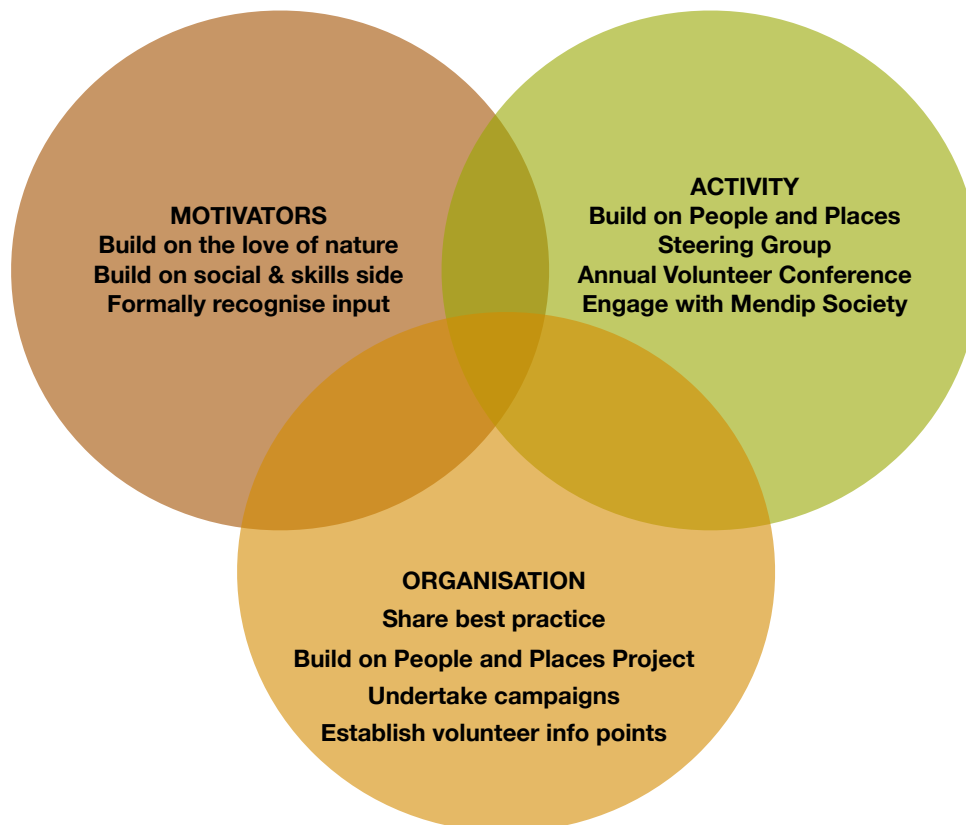 MOTIVATORS
Build on the love of nature
Build on social & skills side
Formally recognise input
ACTIVITY
Build on People and Places
Steering Group
Annual Volunteer Conference
Engage with Mendip Society
ORGANISATION
Share best practice
Build on People and Places Project
Undertake campaigns
Establish volunteer info points